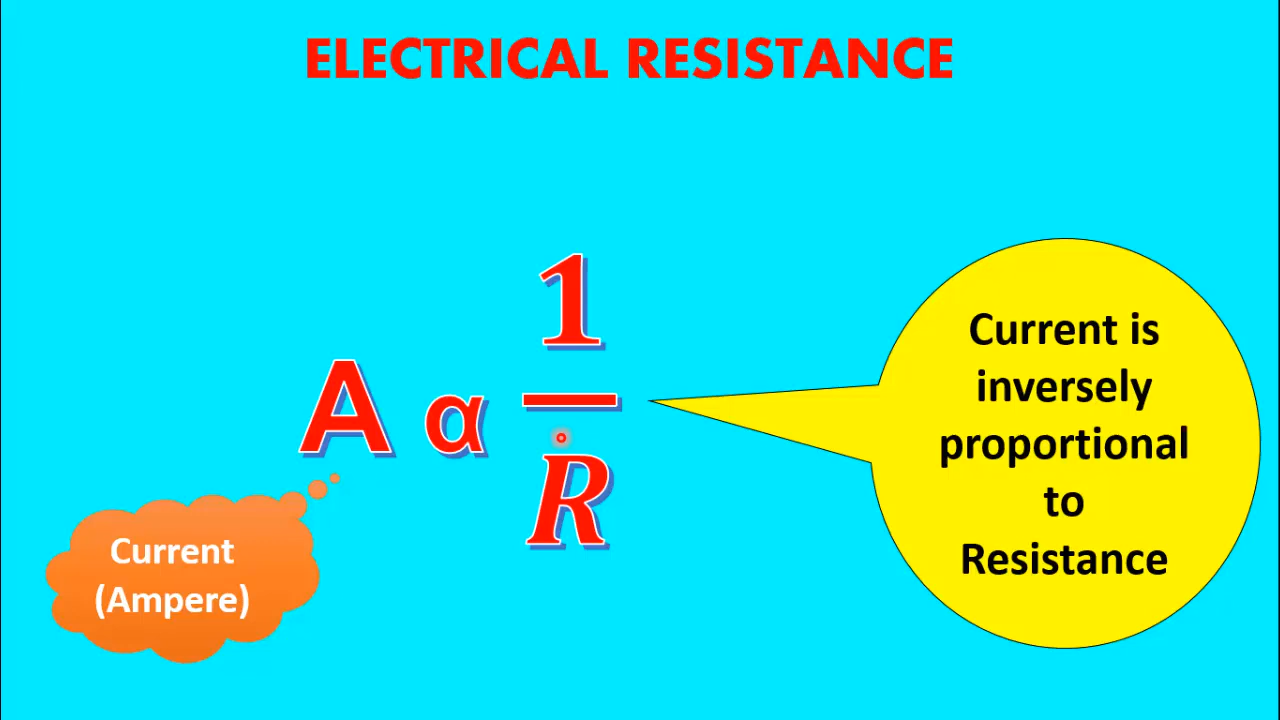 ELECTRICAL RESISTANCE
A α 1/R
Current is
inversely
proportional
to
Resistance
Current
(Ampere)